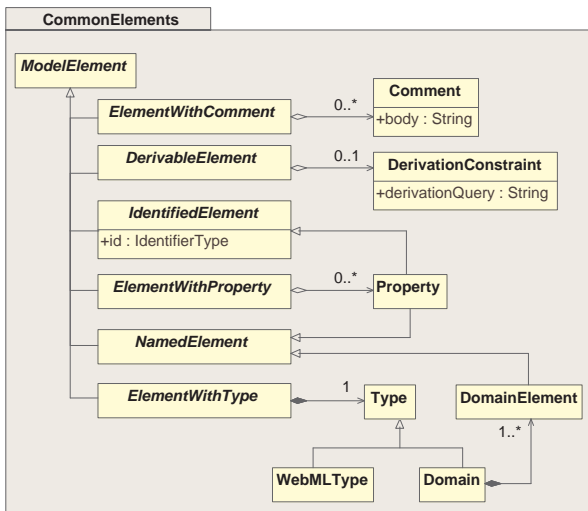 CommonElements
ModelElement
ElementWithComment
0..*
Comment
+body : String
DerivableElement
0..1
DerivationConstraint
+derivationQuery : String
IdentifiedElement
+id : IdentifierType
ElementWithProperty
0..*
Property
NamedElement
ElementWithType
1
Type
DomainElement
1..*
WebMLType
Domain